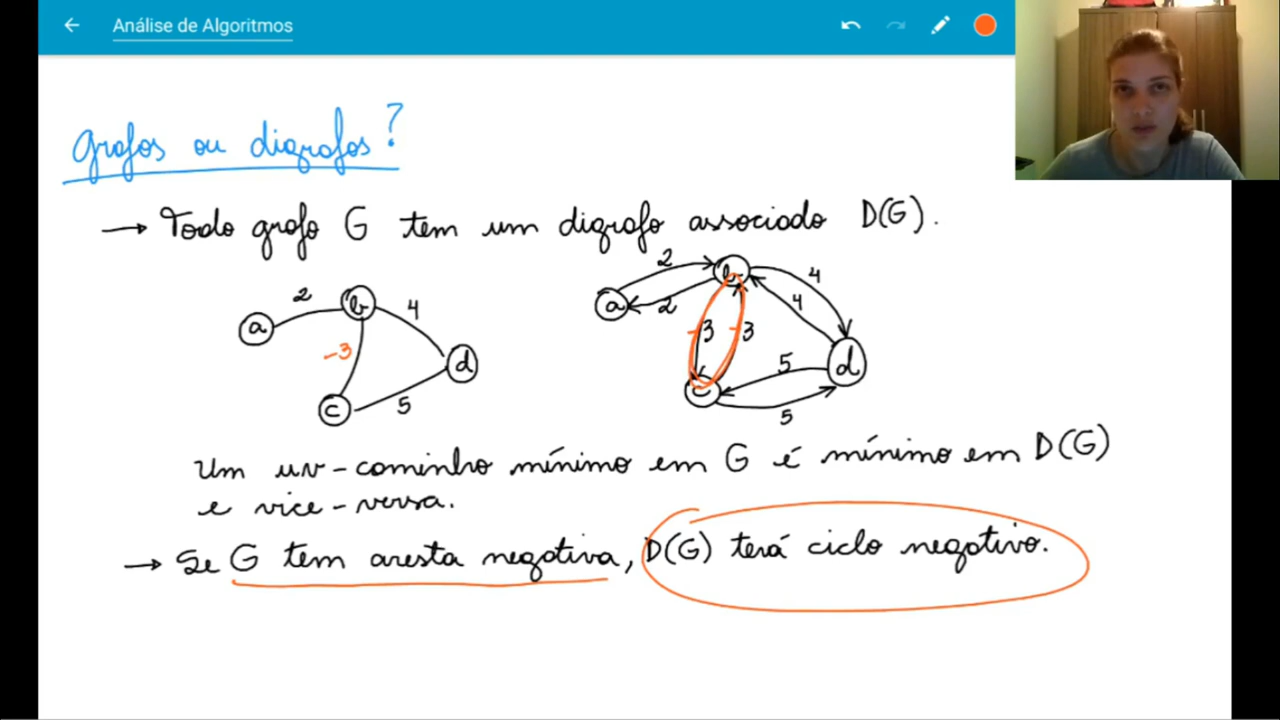 Análise de Algoritmos
Grafos ou digrafos?
→ Todo grafo G tem um digrafo associado D(G).
2
b
4
a
-3
d
c
5
2
b
4
a
2
4
-3
-3
5
d
c
5
Um uv-caminho mínimo em G é mínimo em D(G)
e vice-versa.
→ Se G tem aresta negativa, D(G) terá ciclo negativo.